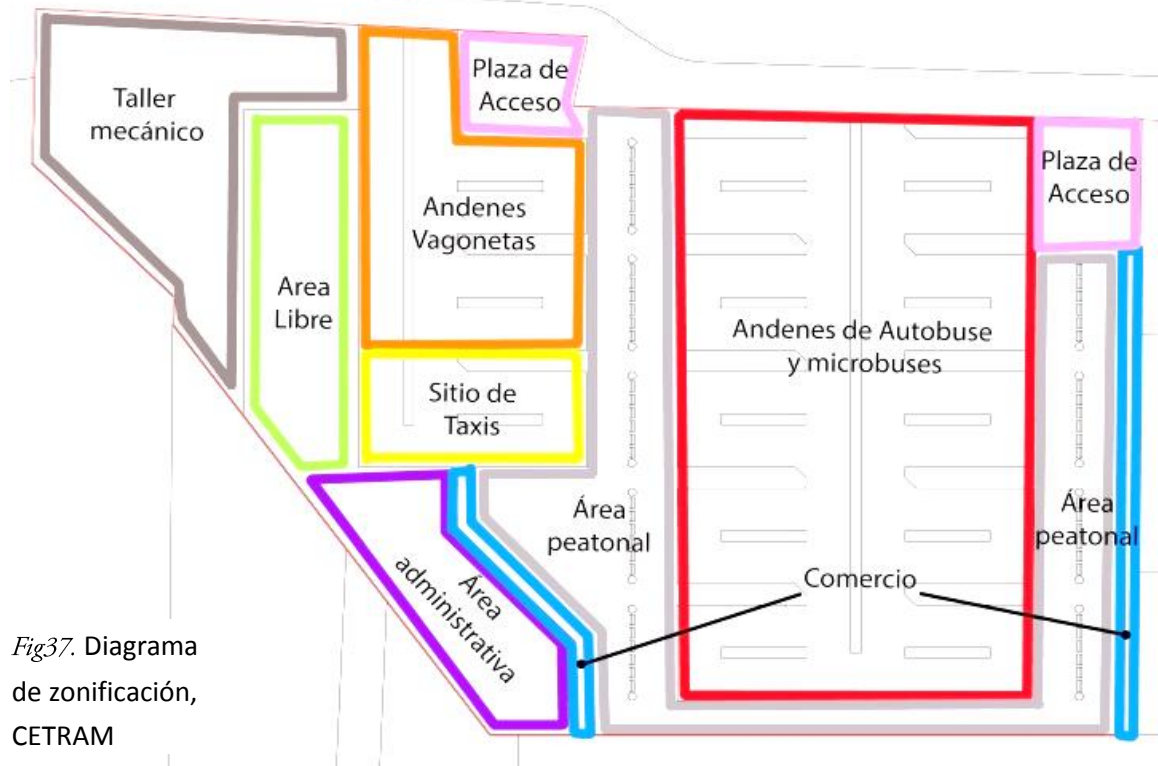 Plaza de
Acceso
Taller
mecánico
Plaza de
Acceso
Andenes
Vagonetas
Area
Libre
Andenes de Autobuse
y microbuses
Sitio de
Taxis
Área
peatonal
Área
peatonal
Comercio
Área
administrativa
Fig37. Diagrama
de zonificación,
CETRAM